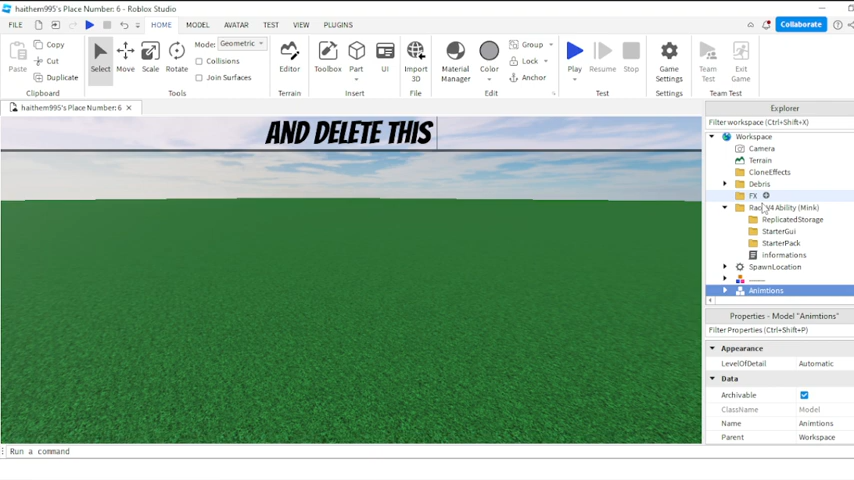 haithem995's Place Number: 6 - Roblox Studio
FILE HOME MODEL AVATAR TEST VIEW PLUGINS Collaborate
Paste Copy Cut Duplicate Clipboard
Select Move Scale Rotate Mode: Geometric Collisions Join Surfaces Tools
Editor Terrain
Toolbox Part UI Insert
Import 3D File
Material Manager Color Group Lock Anchor Edit
Play Resume Stop Test
Game Settings Settings
Team Test Exit Game Team Test
haithem995's Place Number: 6
AND DELETE THIS
Explorer
Filter workspace (Ctrl+Shift+X)
Workspace
Camera
Terrain
CloneEffects
Debris
FX
V4 Ability (Mink)
ReplicatedStorage
StarterGui
StarterPack
informations
SpawnLocation
Animtions
Properties - Model "Animtions"
Filter Properties (Ctrl+Shift+P)
Appearance
LevelOfDetail Automatic
Data
Archivable
ClassName Model
Name Animtions
Parent Workspace
Run a command